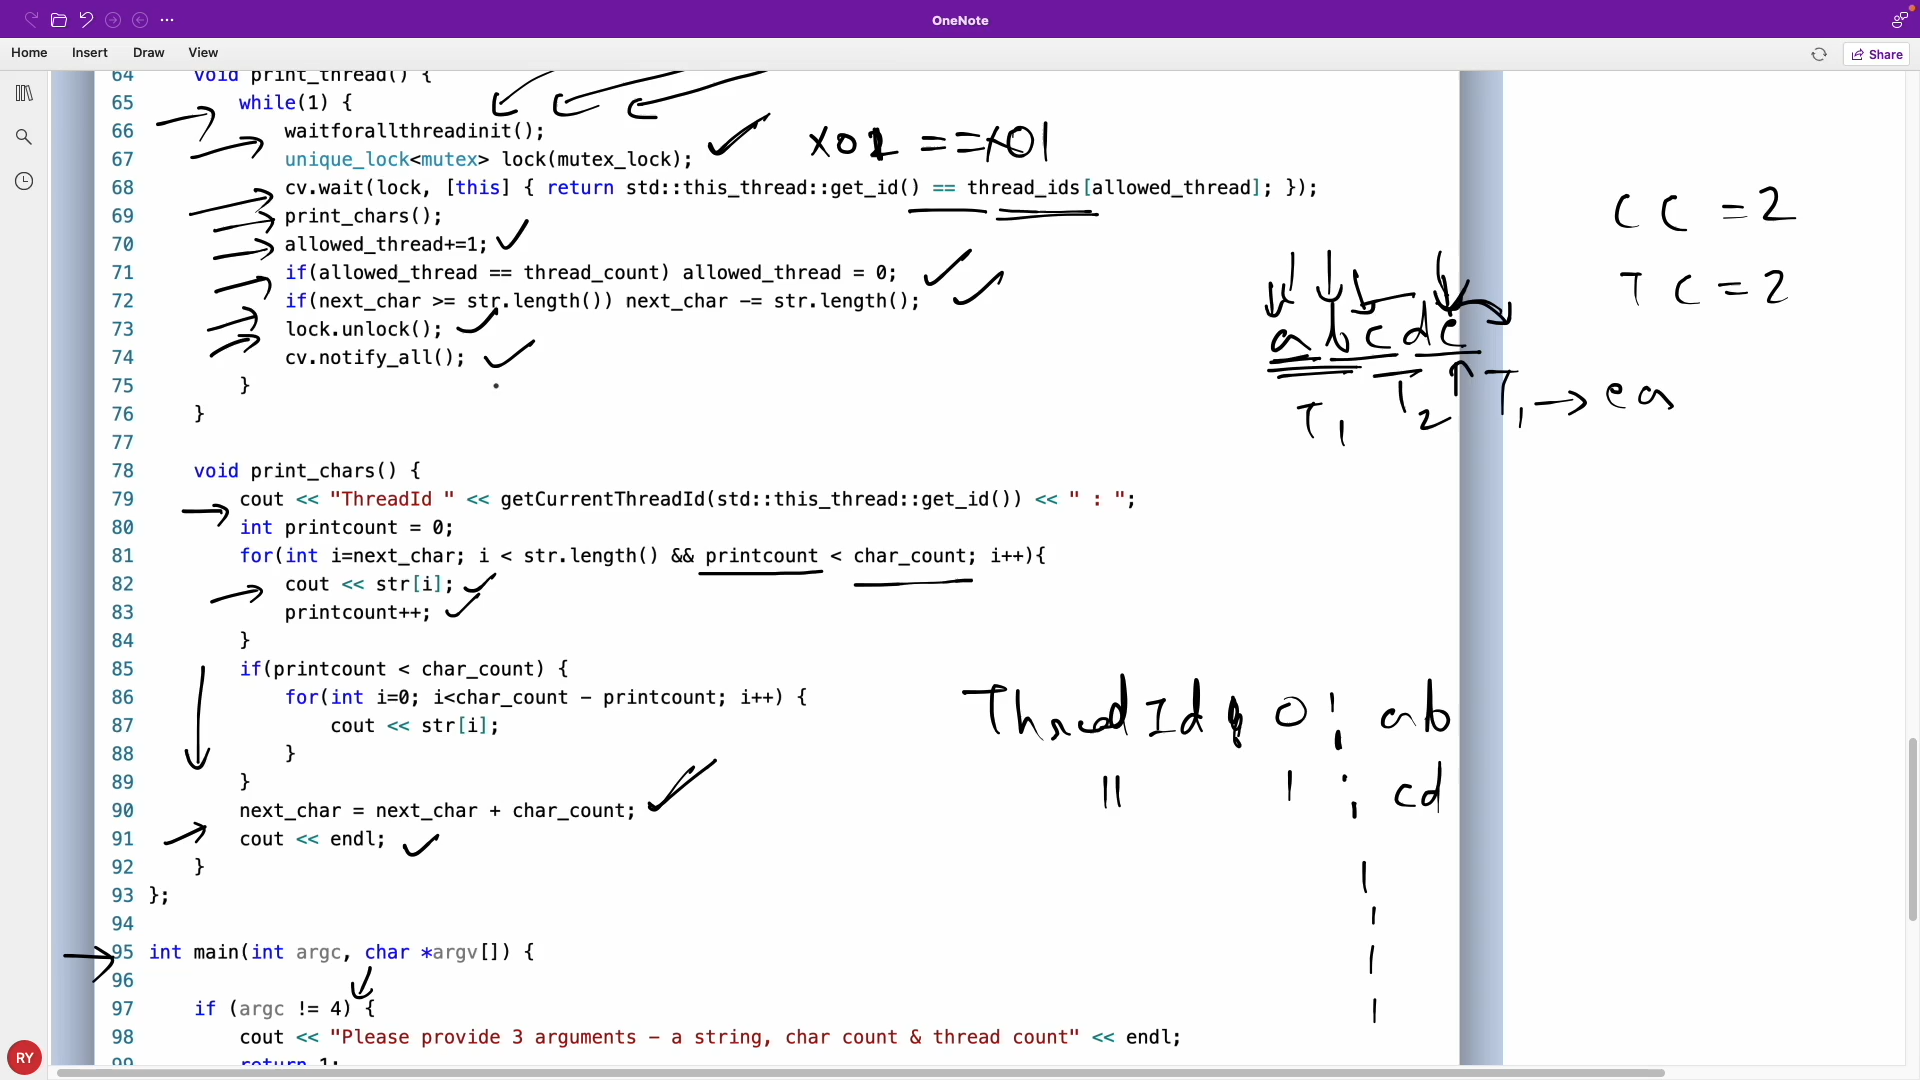 OneNote
Home Insert Draw View Share
64 void print_thread() {
65 while(1) {
66 waitforallthreadinit();
67 unique_lock<mutex> lock(mutex_lock);
68 cv.wait(lock, [this] { return std::this_thread::get_id() == thread_ids[allowed_thread]; });
69 print_chars();
70 allowed_thread+=1;
71 if(allowed_thread == thread_count) allowed_thread = 0;
72 if(next_char >= str.length()) next_char -= str.length();
73 lock.unlock();
74 cv.notify_all();
75 }
76 }
77
78 void print_chars() {
79 cout << "ThreadId " << getCurrentThreadId(std::this_thread::get_id()) << " : ";
80 int printcount = 0;
81 for(int i=next_char; i < str.length() && printcount < char_count; i++){
82 cout << str[i];
83 printcount++;
84 }
85 if(printcount < char_count) {
86 for(int i=0; i<char_count - printcount; i++) {
87 cout << str[i];
88 }
89 }
90 next_char = next_char + char_count;
91 cout << endl;
92 }
93 };
94
95 int main(int argc, char *argv[]) {
96
97 if (argc != 4) {
98 cout << "Please provide 3 arguments - a string, char count & thread count" << endl;
99 return 1;
x01 == x01
CC = 2
TC = 2
abcde
T1 T2 T1 → ea
Thread Id 0 : ab
" 1 : cd
RY